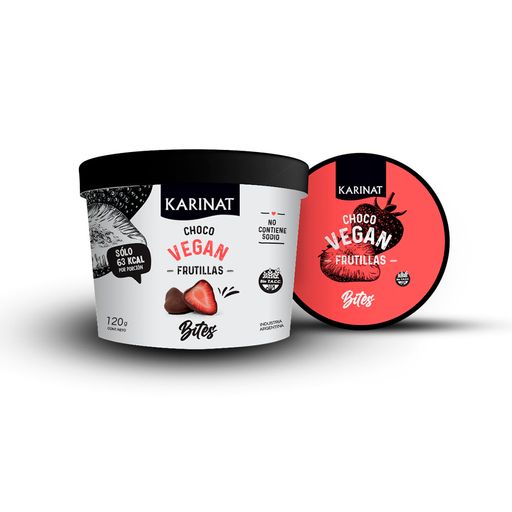 KARINAT
CHOCO
VEGAN
FRUTILLAS
Bites
NO
CONTIENE
SODIO
Sin T.A.C.C.
SÓLO
63 KCAL
POR PORCIÓN
120g
CONT. NETO
INDUSTRIA
ARGENTINA
KARINAT
CHOCO
VEGAN
FRUTILLAS
Bites
Sin T.A.C.C.